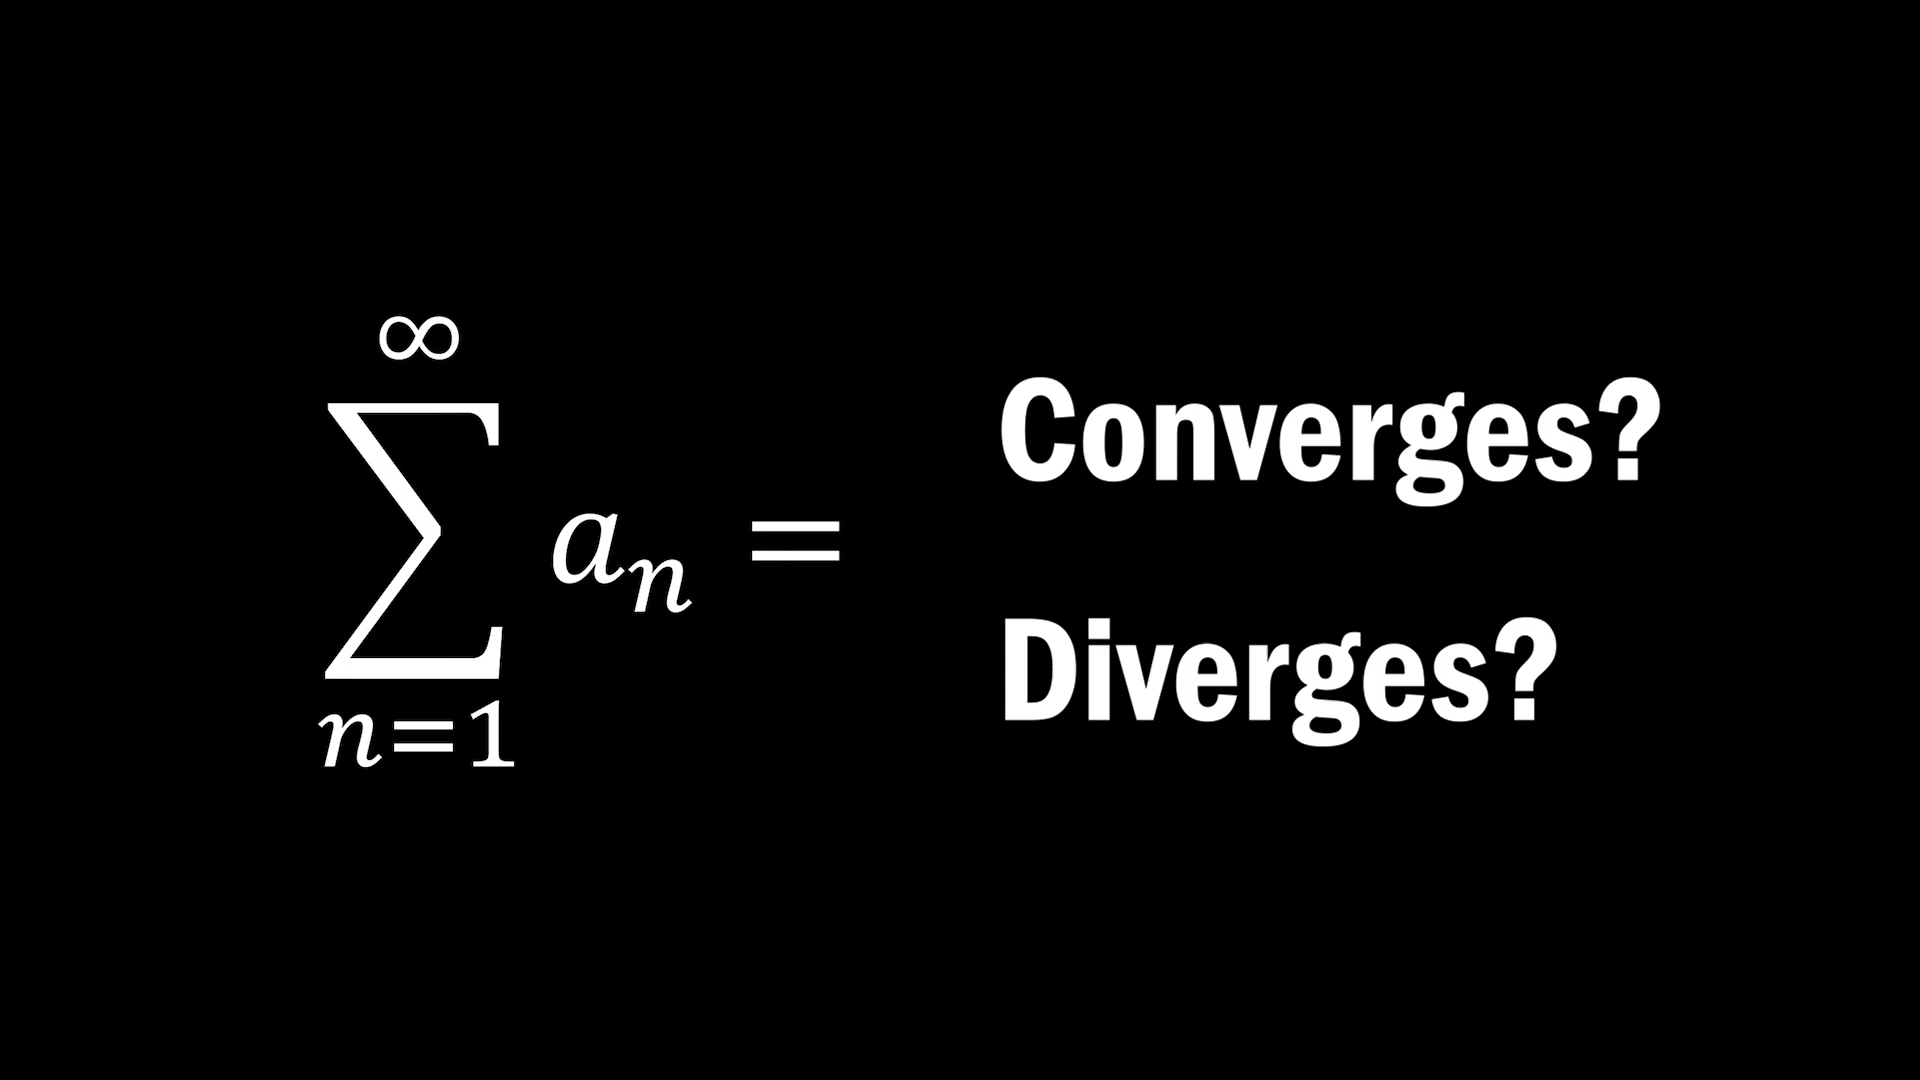 ∞
∑ aₙ =
n=1
Converges?
Diverges?